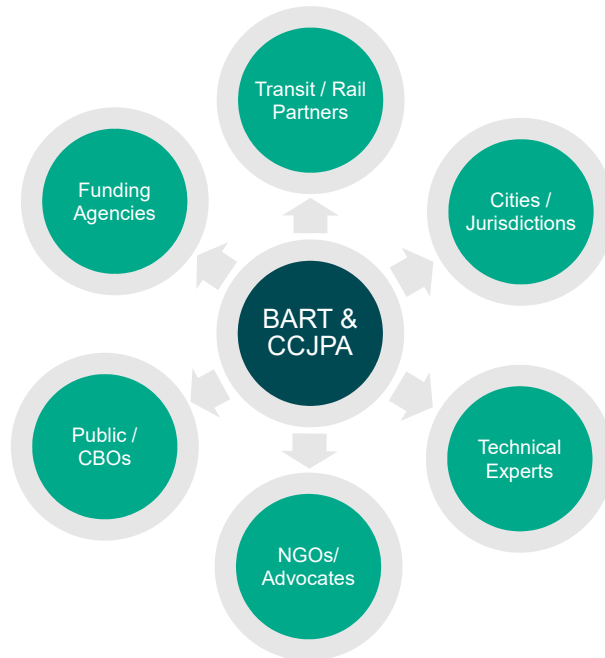 Transit / Rail
Partners
Funding
Agencies
Cities /
Jurisdictions
BART &
CCJPA
Public /
CBOs
Technical
Experts
NGOs/
Advocates